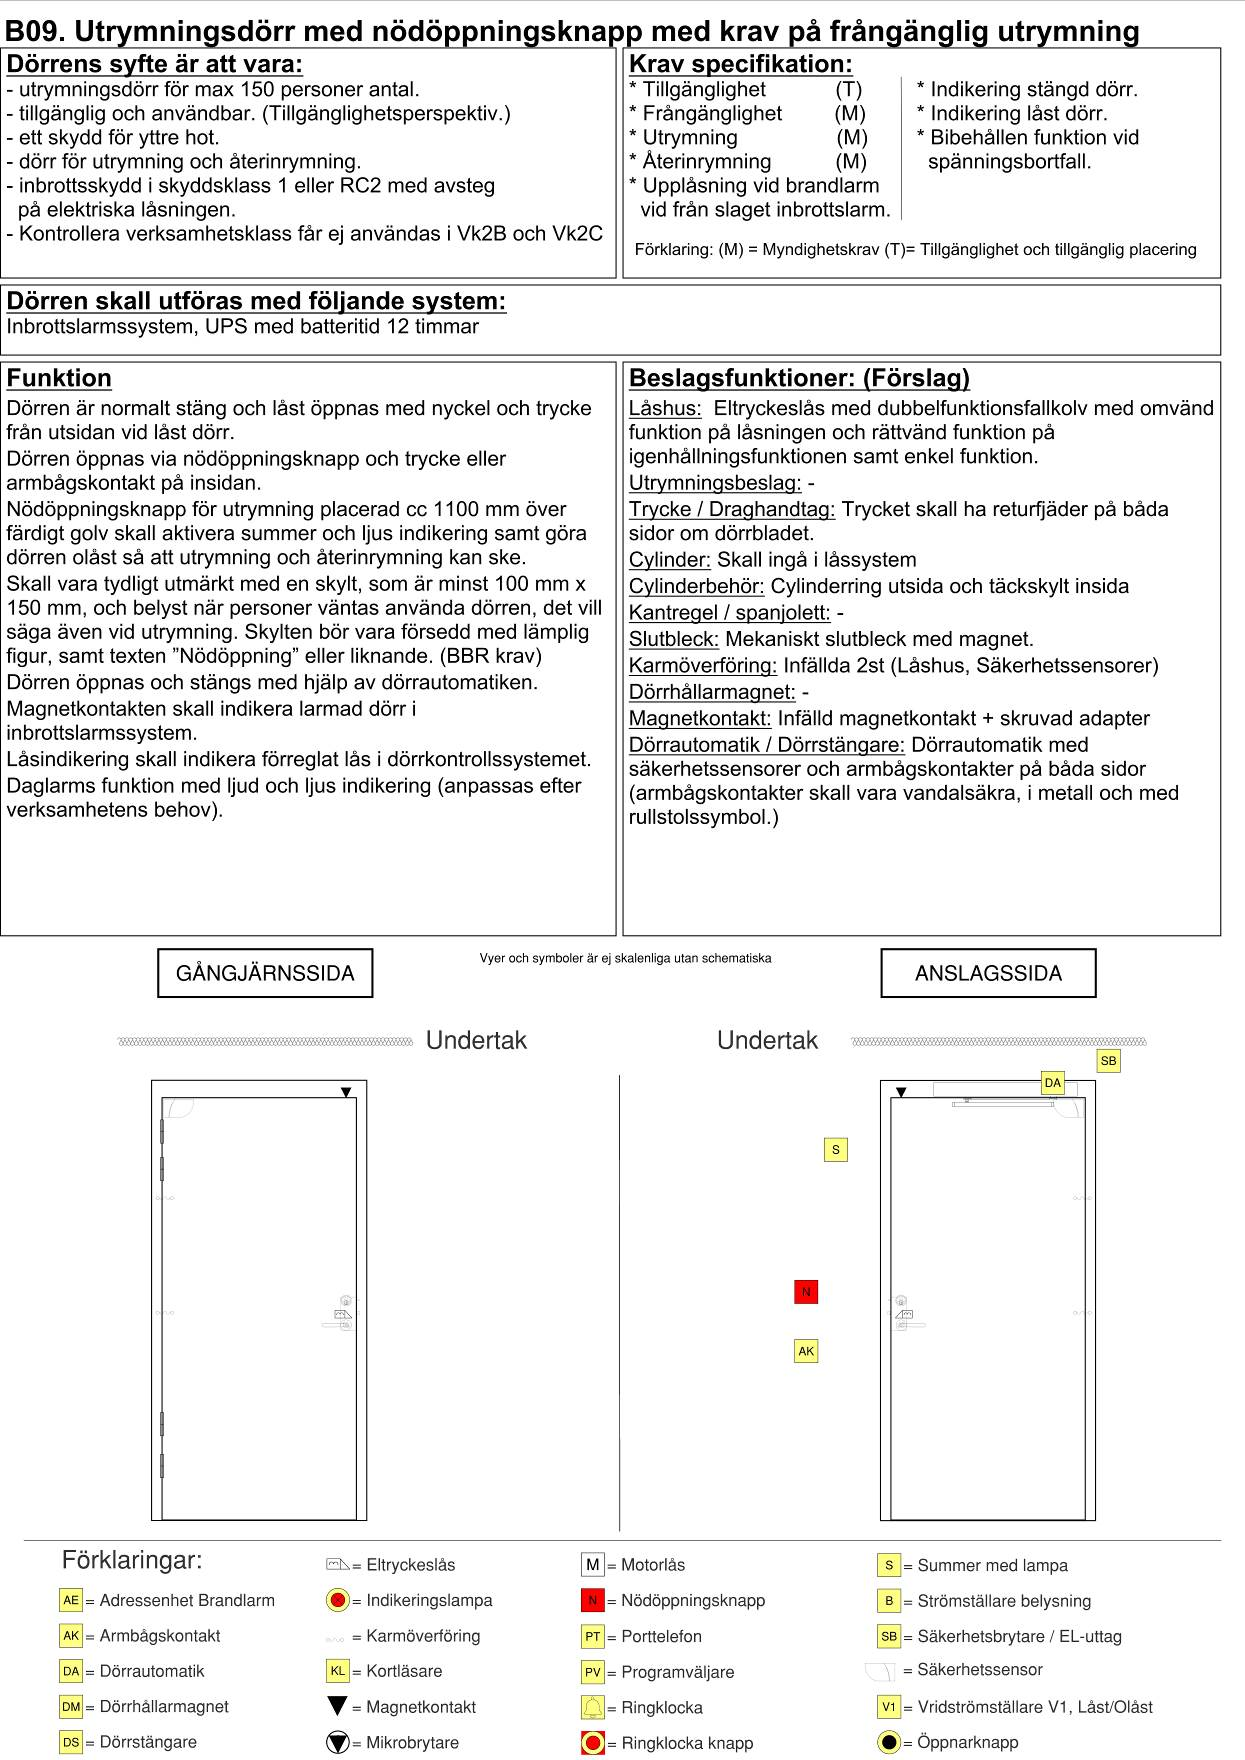 B09. Utrymningsdörr med nödöppningsknapp med krav på frångänglig utrymning
Dörrens syfte är att vara:
- utrymningsdörr för max 150 personer antal.
- tillgänglig och användbar. (Tillgänglighetsperspektiv.)
- ett skydd för yttre hot.
- dörr för utrymning och återinrymning.
- inbrottsskydd i skyddsklass 1 eller RC2 med avsteg
på elektriska låsningen.
- Kontrollera verksamhetsklass får ej användas i Vk2B och Vk2C
Krav specifikation:
* Tillgänglighet (T)
* Frångänglighet (M)
* Utrymning (M)
* Återinrymning (M)
* Upplåsning vid brandlarm
vid från slaget inbrottslarm.
* Indikering stängd dörr.
* Indikering låst dörr.
* Bibehållen funktion vid
spänningsbortfall.
Förklaring: (M) = Myndighetskrav (T)= Tillgänglighet och tillgänglig placering
Dörren skall utföras med följande system:
Inbrottslarmssystem, UPS med batteritid 12 timmar
Funktion
Dörren är normalt stäng och låst öppnas med nyckel och trycke
från utsidan vid låst dörr.
Dörren öppnas via nödöppningsknapp och trycke eller
armbågskontakt på insidan.
Nödöppningsknapp för utrymning placerad cc 1100 mm över
färdigt golv skall aktivera summer och ljus indikering samt göra
dörren olåst så att utrymning och återinrymning kan ske.
Skall vara tydligt utmärkt med en skylt, som är minst 100 mm x
150 mm, och belyst när personer väntas använda dörren, det vill
säga även vid utrymning. Skylten bör vara försedd med lämplig
figur, samt texten ”Nödöppning” eller liknande. (BBR krav)
Dörren öppnas och stängs med hjälp av dörrautomatiken.
Magnetkontakten skall indikera larmad dörr i
inbrottslarmssystem.
Låsindikering skall indikera förreglat lås i dörrkontrollssystemet.
Daglarms funktion med ljud och ljus indikering (anpassas efter
verksamhetens behov).
Beslagsfunktioner: (Förslag)
Låshus: Eltryckeslås med dubbelfunktionsfallkolv med omvänd
funktion på låsningen och rättvänd funktion på
igenhållningsfunktionen samt enkel funktion.
Utrymningsbeslag: -
Trycke / Draghandtag: Trycket skall ha returfjäder på båda
sidor om dörrbladet.
Cylinder: Skall ingå i låssystem
Cylinderbehör: Cylinderring utsida och täckskylt insida
Kantregel / spanjolett: -
Slutbleck: Mekaniskt slutbleck med magnet.
Karmöverföring: Infällda 2st (Låshus, Säkerhetssensorer)
Dörrhållarmagnet: -
Magnetkontakt: Infälld magnetkontakt + skruvad adapter
Dörrautomatik / Dörrstängare: Dörrautomatik med
säkerhetssensorer och armbågskontakter på båda sidor
(armbågskontakter skall vara vandalsäkra, i metall och med
rullstolssymbol.)
GÅNGJÄRNSSIDA
Vyer och symboler är ej skalenliga utan schematiska
ANSLAGSSIDA
Undertak
Undertak
SB
DA
S
N
AK
Förklaringar:
AE = Adressenhet Brandlarm
AK = Armbågskontakt
DA = Dörrautomatik
DM = Dörrhållarmagnet
DS = Dörrstängare
= Eltryckeslås
= Indikeringslampa
= Karmöverföring
KL = Kortläsare
= Magnetkontakt
= Mikrobrytare
M = Motorlås
N = Nödöppningsknapp
PT = Porttelefon
PV = Programväljare
= Ringklocka
= Ringklocka knapp
S = Summer med lampa
B = Strömställare belysning
SB = Säkerhetsbrytare / EL-uttag
= Säkerhetssensor
V1 = Vridströmställare V1, Låst/Olåst
= Öppnarknapp